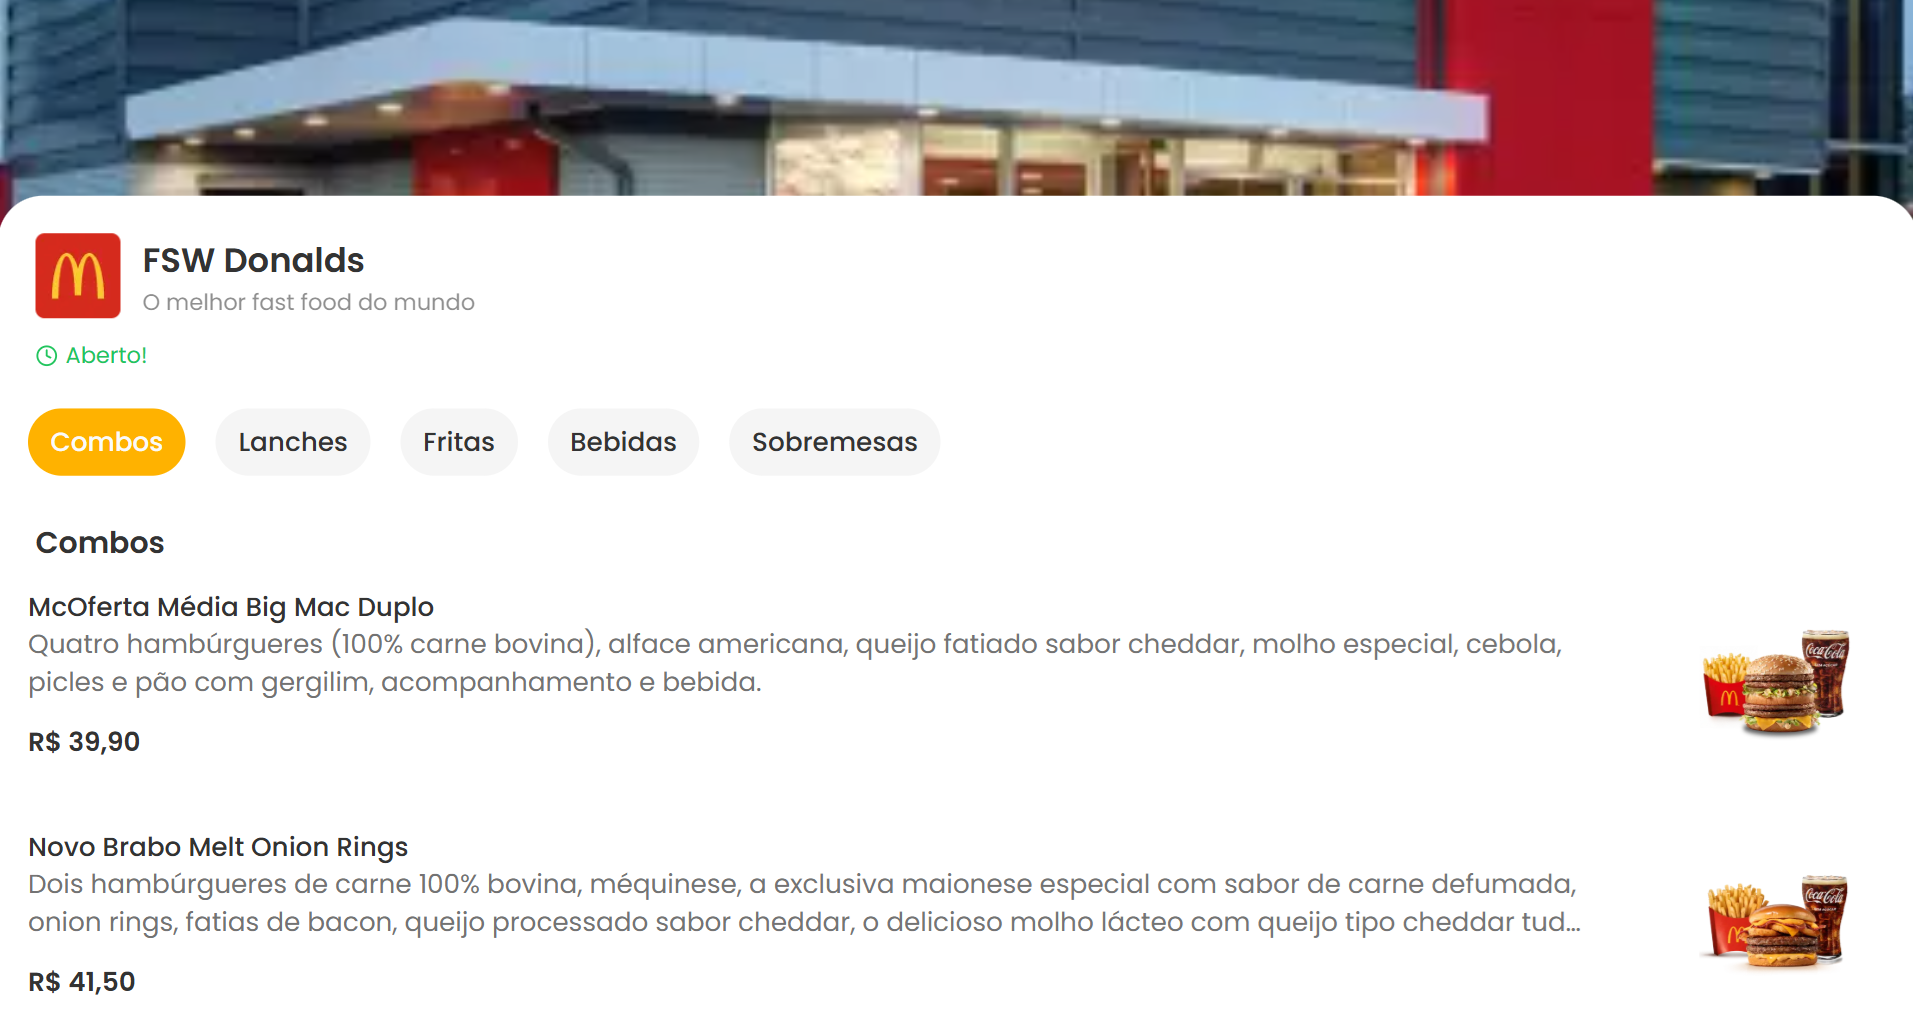 FSW Donalds
O melhor fast food do mundo
Aberto!
Combos
Lanches
Fritas
Bebidas
Sobremesas
Combos
McOferta Média Big Mac Duplo
Quatro hambúrgueres (100% carne bovina), alface americana, queijo fatiado sabor cheddar, molho especial, cebola,
picles e pão com gergilim, acompanhamento e bebida.
Coca-Cola
R$ 39,90
Novo Brabo Melt Onion Rings
Dois hambúrgueres de carne 100% bovina, méquinese, a exclusiva maionese especial com sabor de carne defumada,
onion rings, fatias de bacon, queijo processado sabor cheddar, o delicioso molho lácteo com queijo tipo cheddar tud...
Coca-Cola
R$ 41,50